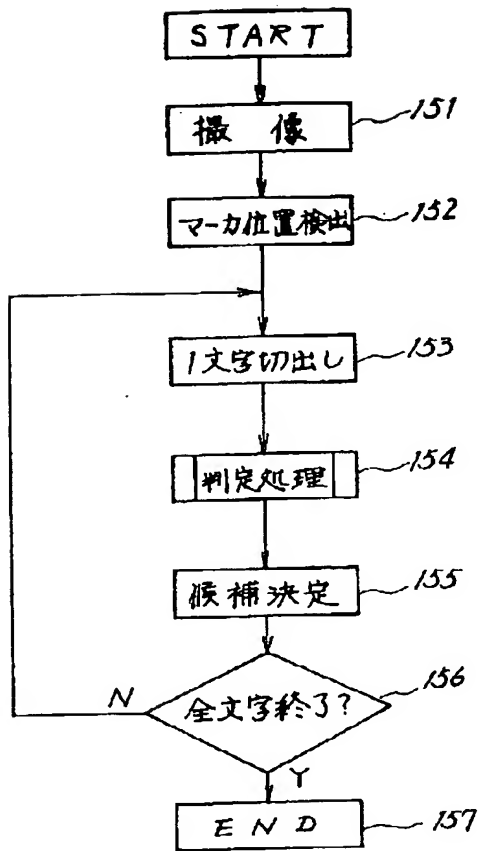 START
撮像 151
マーカ位置検出 152
1文字切出し 153
判定処理 154
候補決定 155
全文字終了? 156
N
Y
END 157